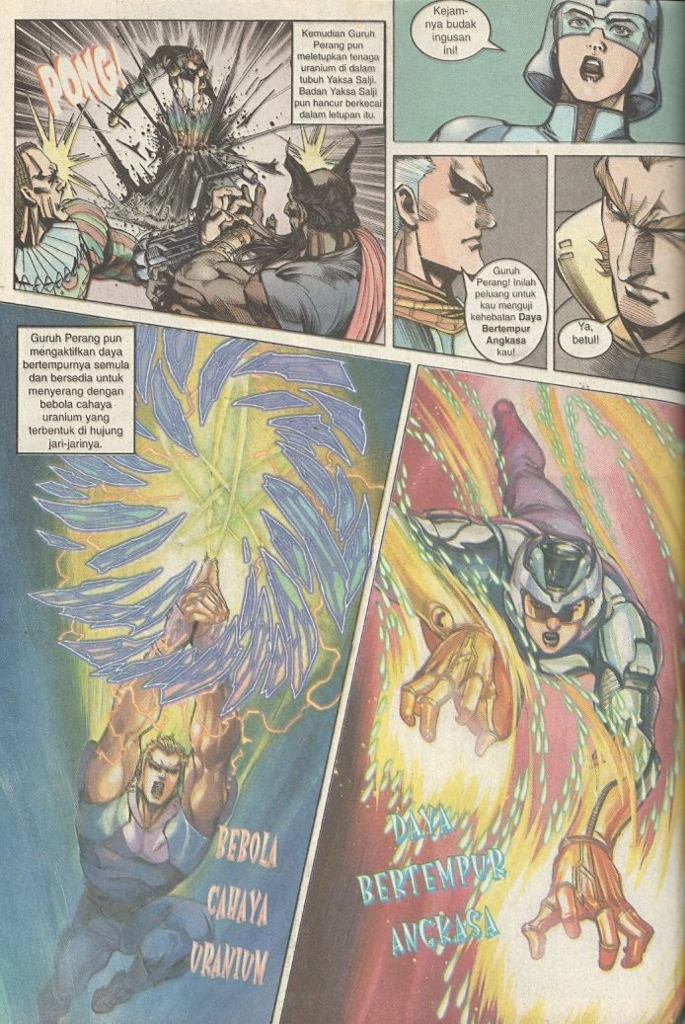 PONG!
Kemudian Guruh
Perang pun
meletupkan tenaga
uranium di dalam
tubuh Yaksa Salji.
Badan Yaksa Salji
pun hancur berkecai
dalam letupan itu.
Kejam-
nya budak
ingusan
ini!
Guruh
Perang! Inilah
peluang untuk
kau menguji
kehebatan Daya
Bertempur
Angkasa
kau!
Ya,
betul!
Guruh Perang pun
mengaktifkan daya
bertempurnya semula
dan bersedia untuk
menyerang dengan
bebola cahaya
uranium yang
terbentuk di hujung
jari-jarinya.
BEBOLA
CAHAYA
URANIUM
DAYA
BERTEMPUR
ANGKASA